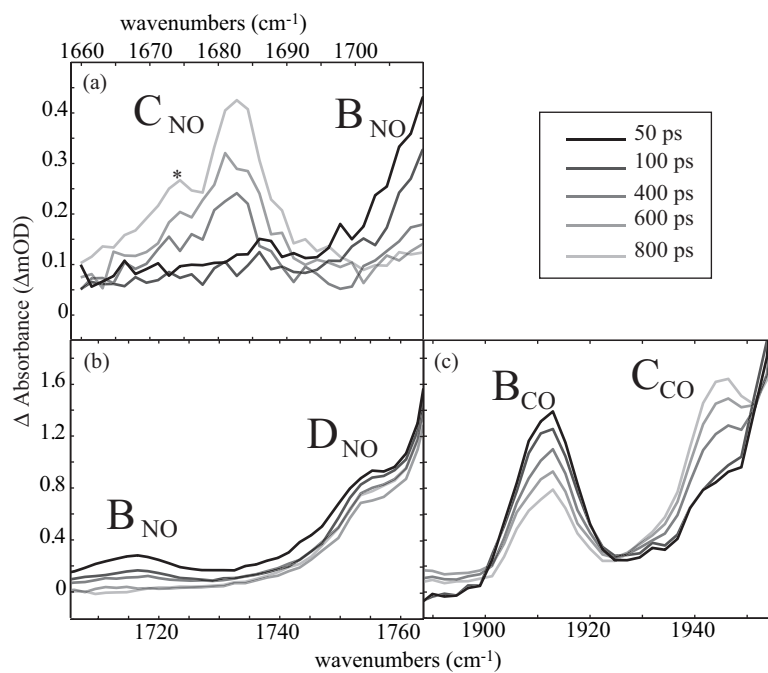 wavenumbers (cm-1)
1660 1670 1680 1690 1700
(a)
CNO
BNO
*
0.4
0.3
0.2
0.1
0
50 ps
100 ps
400 ps
600 ps
800 ps
Δ Absorbance (ΔmOD)
(b)
BNO
DNO
1.6
1.2
0.8
0.4
0
1720 1740 1760
(c)
BCO
CCO
1900 1920 1940
wavenumbers (cm-1)